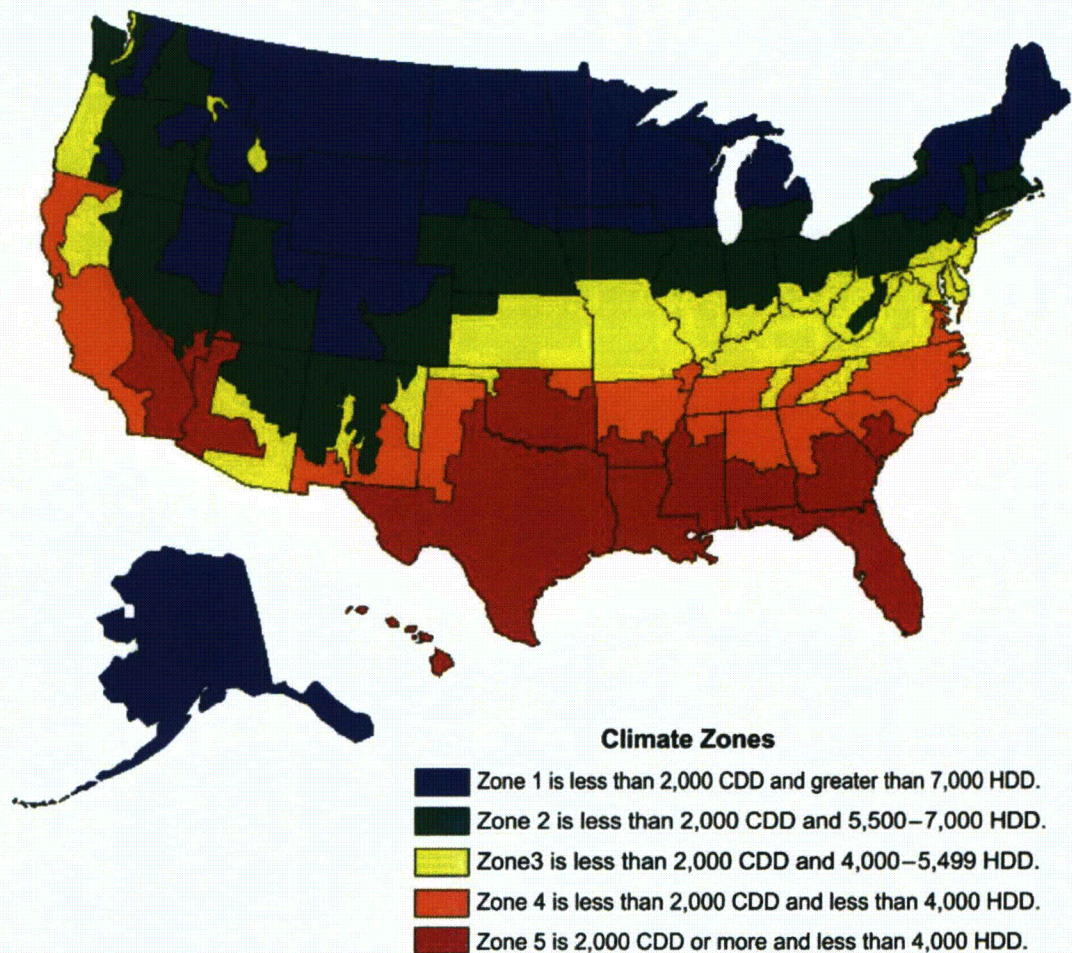 Climate Zones
Zone 1 is less than 2,000 CDD and greater than 7,000 HDD.
Zone 2 is less than 2,000 CDD and 5,500–7,000 HDD.
Zone3 is less than 2,000 CDD and 4,000–5,499 HDD.
Zone 4 is less than 2,000 CDD and less than 4,000 HDD.
Zone 5 is 2,000 CDD or more and less than 4,000 HDD.